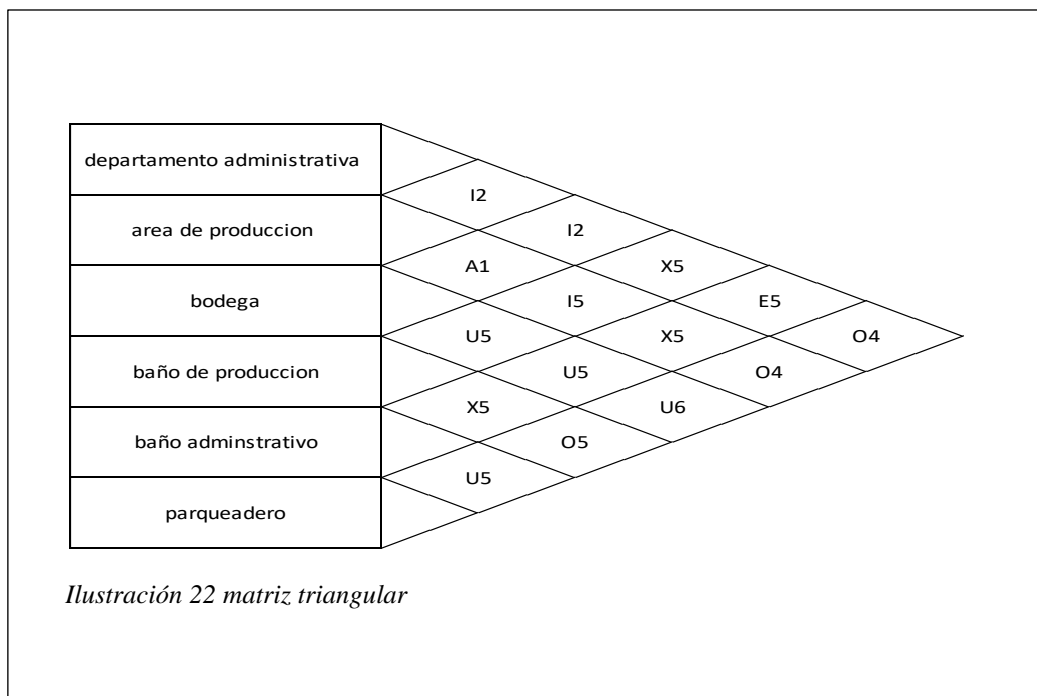 departamento administrativa
I2
area de produccion
I2
A1
X5
bodega
I5
E5
U5
X5
O4
baño de produccion
U5
O4
X5
U6
baño adminstrativo
O5
U5
parqueadero
Ilustración 22 matriz triangular